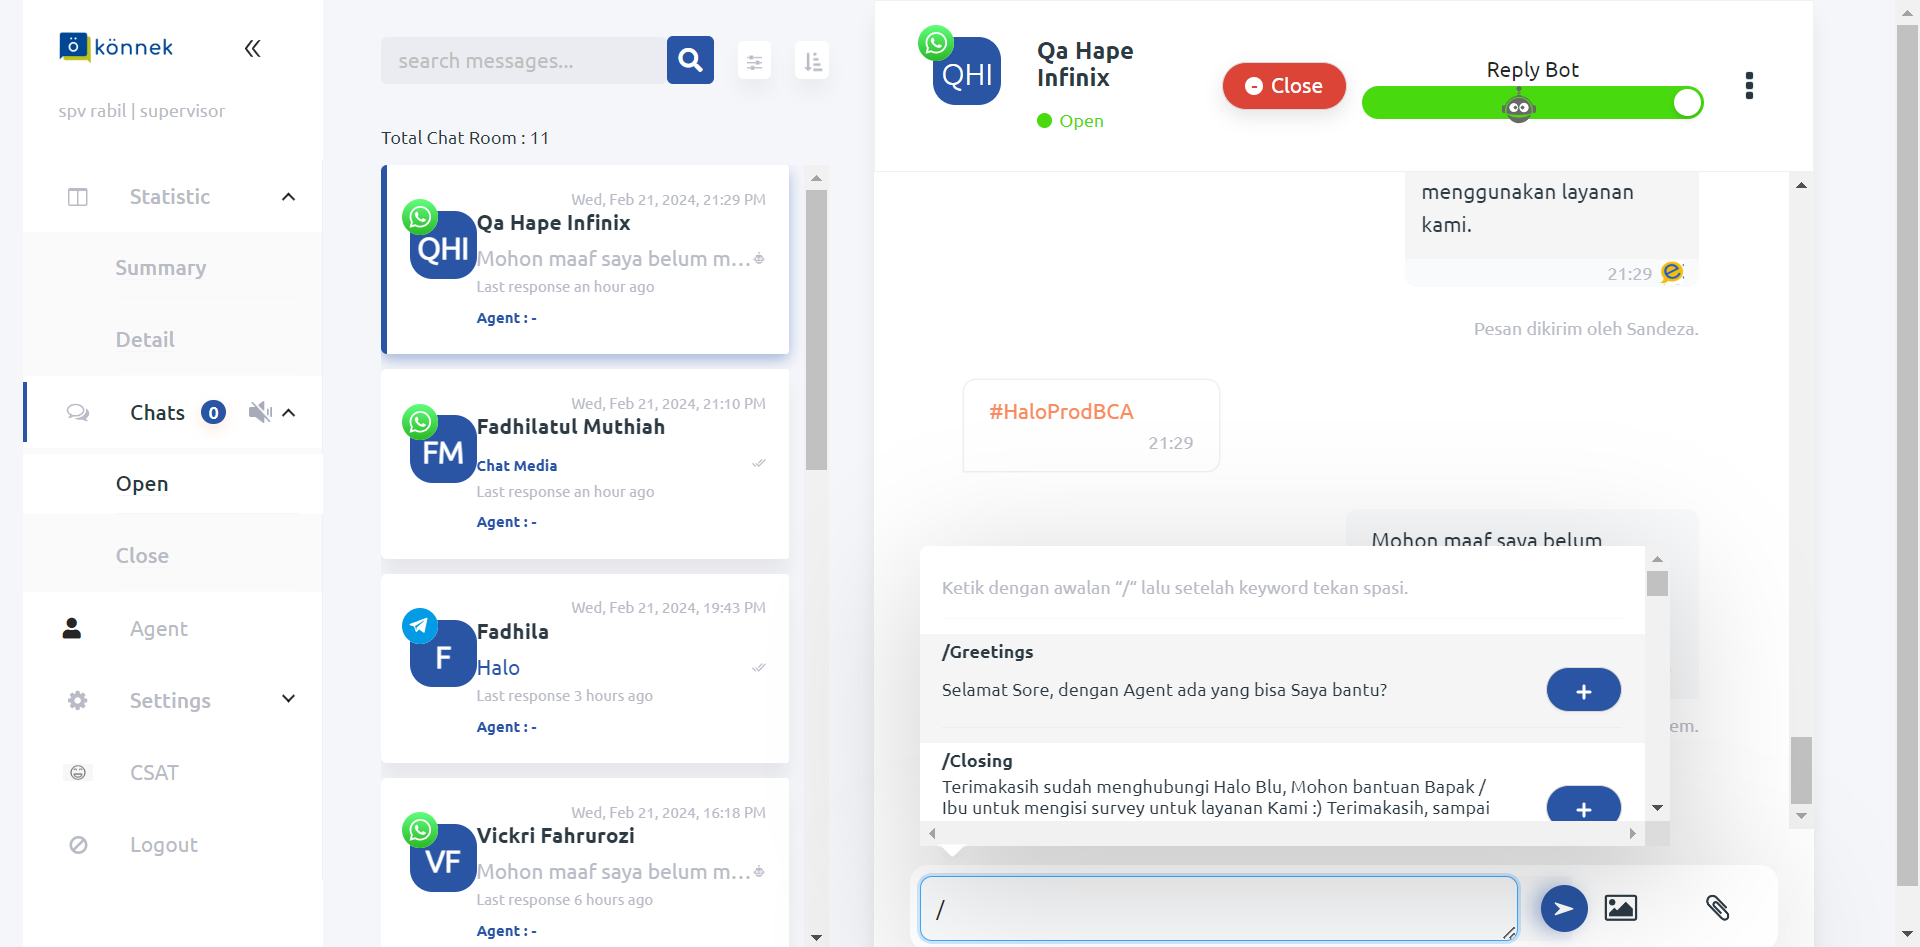 ö könnek
spv rabil | supervisor
Statistic
Summary
Detail
Chats 0
Open
Close
Agent
Settings
CSAT
Logout
search messages...
Total Chat Room : 11
Wed, Feb 21, 2024, 21:29 PM
QHI
Qa Hape Infinix
Mohon maaf saya belum m...
Last response an hour ago
Agent : -
Wed, Feb 21, 2024, 21:10 PM
FM
Fadhilatul Muthiah
Chat Media
Last response an hour ago
Agent : -
Wed, Feb 21, 2024, 19:43 PM
F
Fadhila
Halo
Last response 3 hours ago
Agent : -
Wed, Feb 21, 2024, 16:18 PM
VF
Vickri Fahrurozi
Mohon maaf saya belum m...
Last response 6 hours ago
Agent : -
QHI
Qa Hape
Infinix
Open
Close
Reply Bot
menggunakan layanan
kami.
21:29
Pesan dikirim oleh Sandeza.
#HaloProdBCA
21:29
Mohon maaf saya belum
em.
Ketik dengan awalan “/“ lalu setelah keyword tekan spasi.
/Greetings
Selamat Sore, dengan Agent ada yang bisa Saya bantu?
/Closing
Terimakasih sudah menghubungi Halo Blu, Mohon bantuan Bapak /
Ibu untuk mengisi survey untuk layanan Kami :) Terimakasih, sampai
/